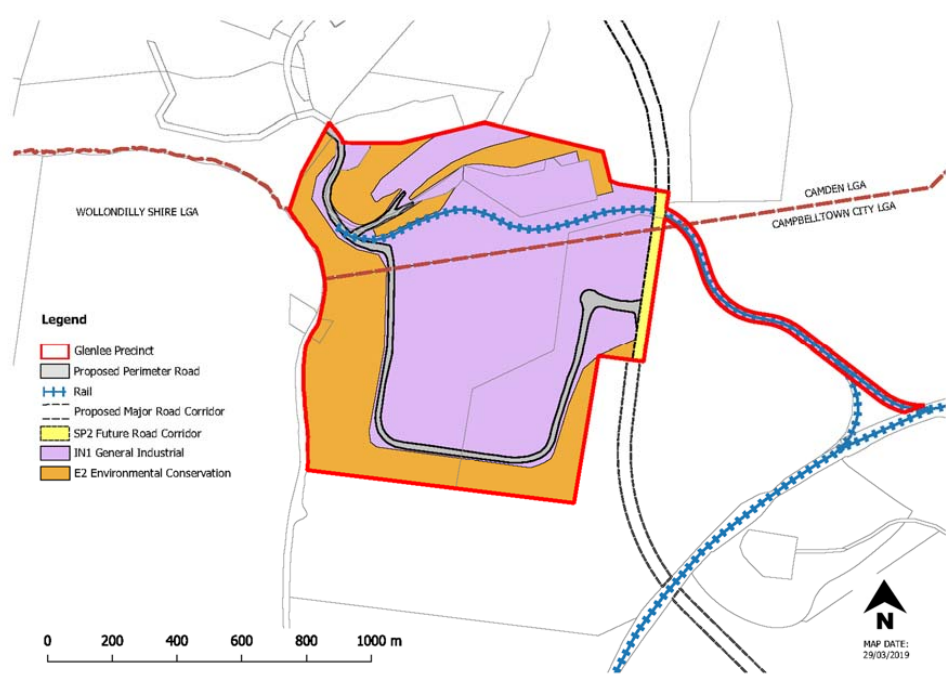 CAMDEN LGA
WOLLONDILLY SHIRE LGA
CAMPBELLTOWN CITY LGA
Legend
Glenlee Precinct
Proposed Perimeter Road
Rail
Proposed Major Road Corridor
SP2 Future Road Corridor
IN1 General Industrial
E2 Environmental Conservation
0 200 400 600 800 1000 m
N
MAP DATE:
29/03/2019